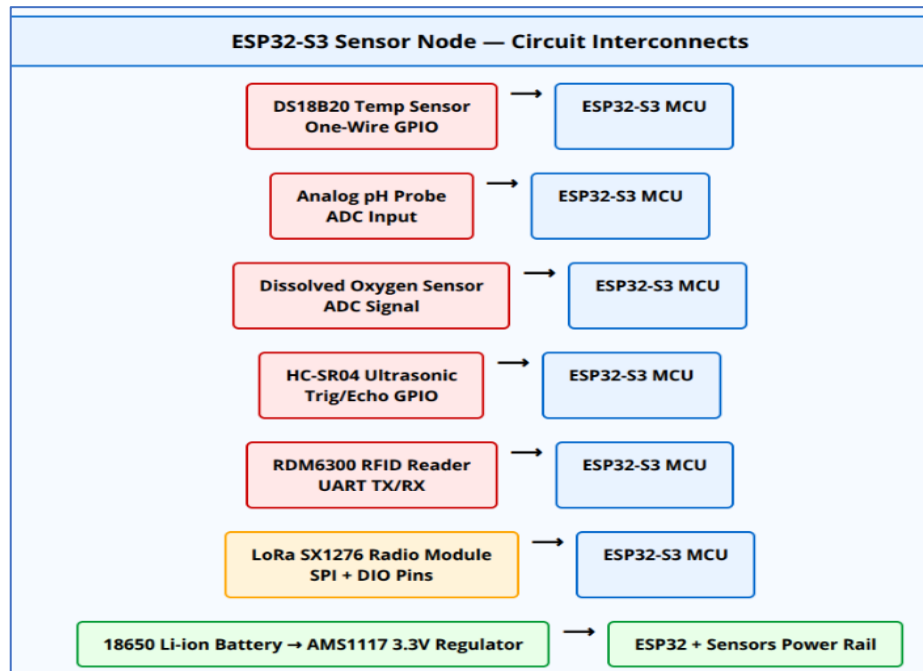 ESP32-S3 Sensor Node — Circuit Interconnects
DS18B20 Temp Sensor
One-Wire GPIO
→
ESP32-S3 MCU
Analog pH Probe
ADC Input
→
ESP32-S3 MCU
Dissolved Oxygen Sensor
ADC Signal
→
ESP32-S3 MCU
HC-SR04 Ultrasonic
Trig/Echo GPIO
→
ESP32-S3 MCU
RDM6300 RFID Reader
UART TX/RX
→
ESP32-S3 MCU
LoRa SX1276 Radio Module
SPI + DIO Pins
→
ESP32-S3 MCU
18650 Li-ion Battery → AMS1117 3.3V Regulator
→
ESP32 + Sensors Power Rail